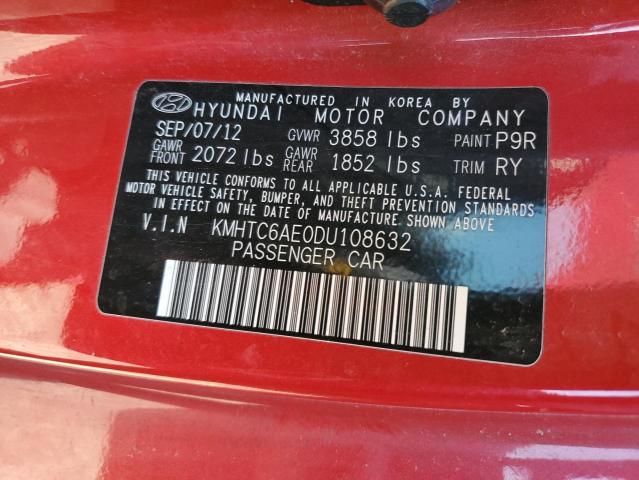 MANUFACTURED IN KOREA BY
HYUNDAI MOTOR COMPANY
SEP/07/12 GVWR 3858 lbs PAINT P9R
GAWR FRONT 2072 lbs GAWR REAR 1852 lbs TRIM RY
THIS VEHICLE CONFORMS TO ALL APPLICABLE U.S.A. FEDERAL
MOTOR VEHICLE SAFETY, BUMPER, AND THEFT PREVENTION STANDARDS
IN EFFECT ON THE DATE OF MANUFACTURE SHOWN ABOVE
V.I.N KMHTC6AE0DU108632
PASSENGER CAR